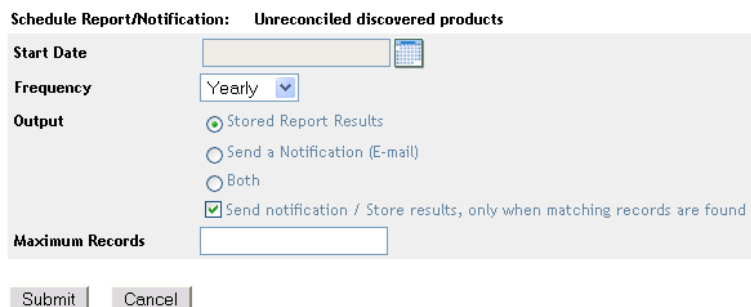 Schedule Report/Notification: Unreconciled discovered products
Start Date
Frequency Yearly
Output Stored Report Results
Send a Notification (E-mail)
Both
Send notification / Store results, only when matching records are found
Maximum Records
Submit Cancel